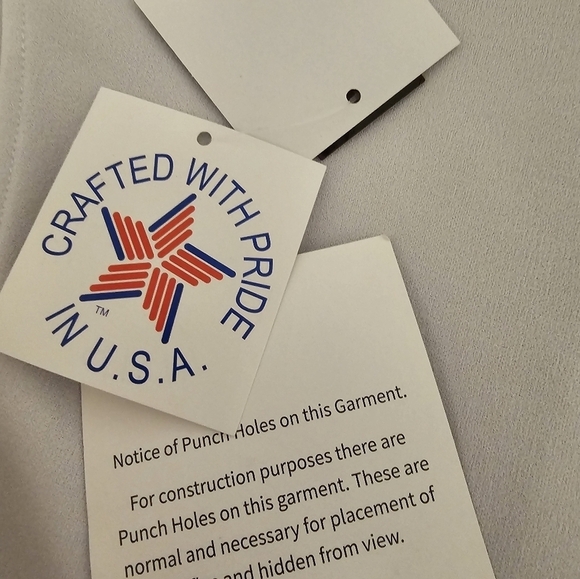 CRAFTED WITH PRIDE
IN U.S.A.
TM
Notice of Punch Holes on this Garment.
For construction purposes there are
Punch Holes on this garment. These are
normal and necessary for placement of
and hidden from view.